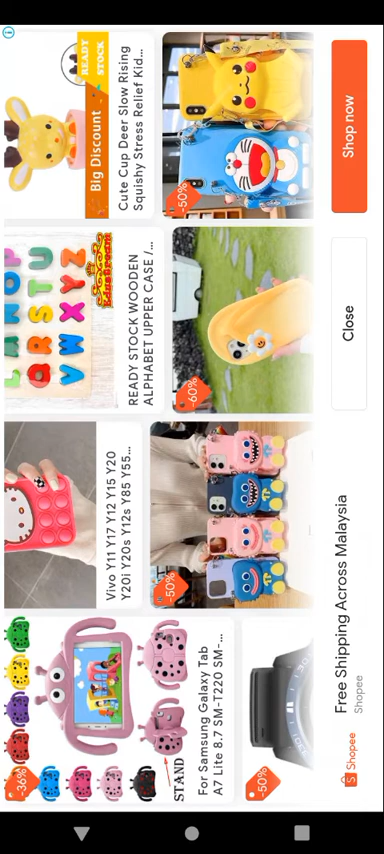 -36%
STAND
For Samsung Galaxy Tab
A7 Lite 8.7 SM-T220 SM-...
Vivo Y11 Y17 Y12 Y15 Y20
Y20i Y20s Y12s Y85 Y55...
Edustream
READY STOCK WOODEN
ALPHABET UPPER CASE /...
READY
STOCK
Big Discount
Cute Cup Deer Slow Rising
Squishy Stress Relief Kid...
-50%
-50%
-60%
-50%
Shopee
Free Shipping Across Malaysia
Shopee
Close
Shop now